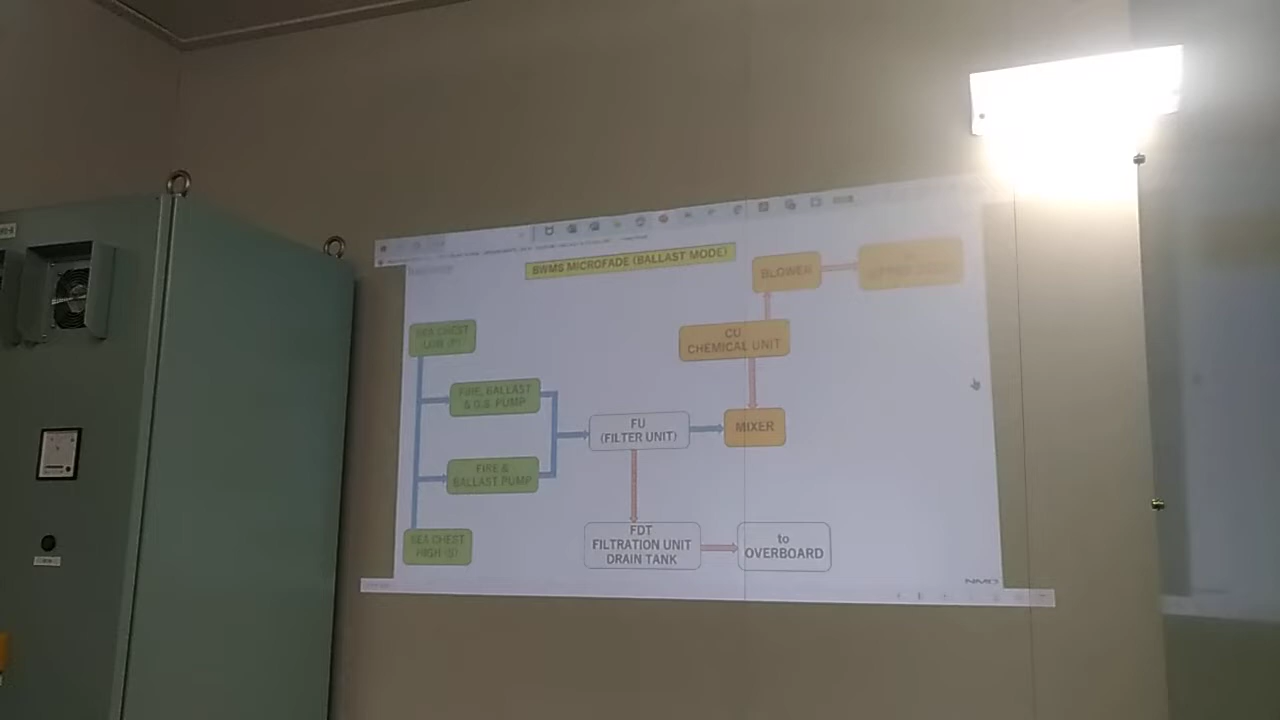 BWMS MICROFADE (BALLAST MODE)
BLOWER
SEA CHEST
LOW (P)
CU
CHEMICAL UNIT
FIRE, BALLAST
& G.S. PUMP
FU
(FILTER UNIT)
MIXER
FIRE &
BALLAST PUMP
SEA CHEST
HIGH (S)
FDT
FILTRATION UNIT
DRAIN TANK
to
OVERBOARD